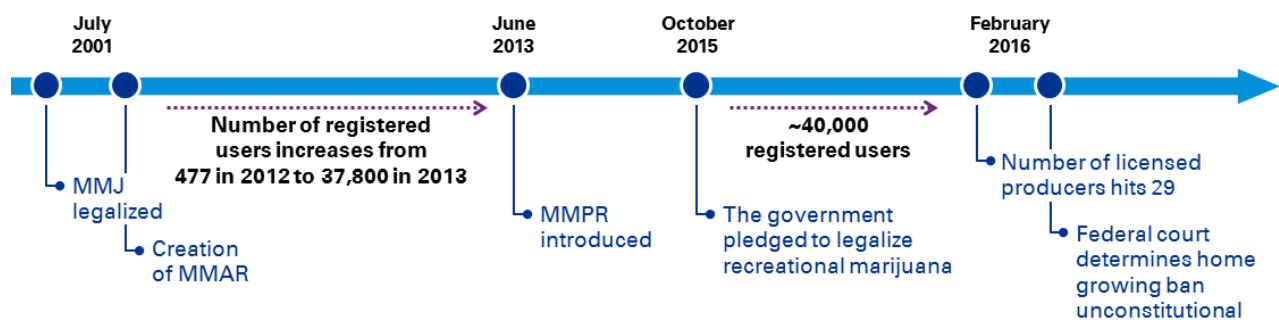 July
2001
June
2013
October
2015
February
2016
Number of registered
users increases from
477 in 2012 to 37,800 in 2013
~40,000
registered users
MMJ
legalized
Creation
of MMAR
MMPR
introduced
The government
pledged to legalize
recreational marijuana
Number of licensed
producers hits 29
Federal court
determines home
growing ban
unconstitutional